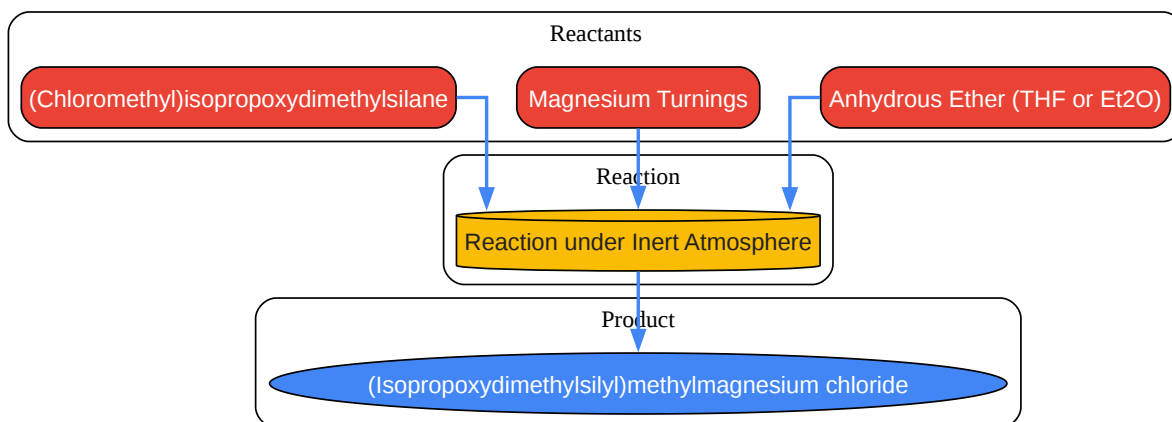 Reactants
(Chloromethyl)isopropoxydimethylsilane
Magnesium Turnings
Anhydrous Ether (THF or Et2O)
Reaction
Reaction under Inert Atmosphere
Product
(Isopropoxydimethylsilyl)methylmagnesium chloride